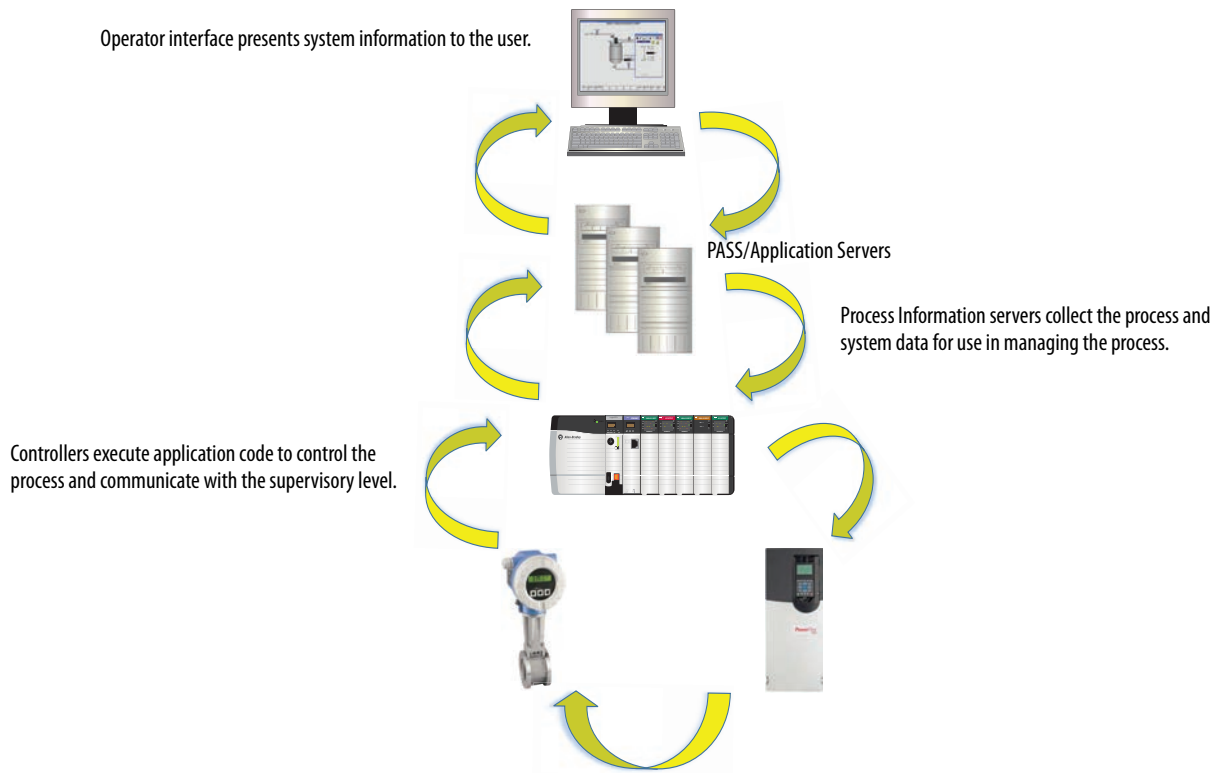 Operator interface presents system information to the user.
PASS/Application Servers
Process Information servers collect the process and
system data for use in managing the process.
Controllers execute application code to control the
process and communicate with the supervisory level.